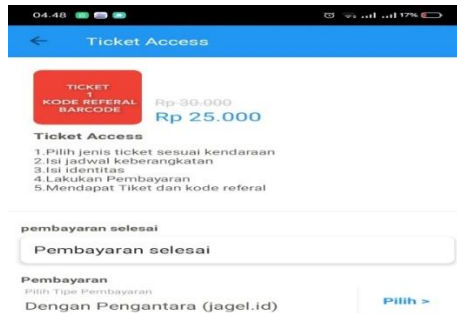 04.48
17%
Ticket Access
TICKET
1
KODE REFERAL
BARCODE
Rp 30.000
Rp 25.000
Ticket Access
1.Pilih jenis ticket sesuai kendaraan
2.Isi jadwal keberangkatan
3.Isi identitas
4.Lakukan Pembayaran
5.Mendapat Tiket dan kode referal
pembayaran selesai
Pembayaran selesai
Pembayaran
Pilih Tipe Pembayaran
Dengan Pengantara (jagel.id)
Pilih >